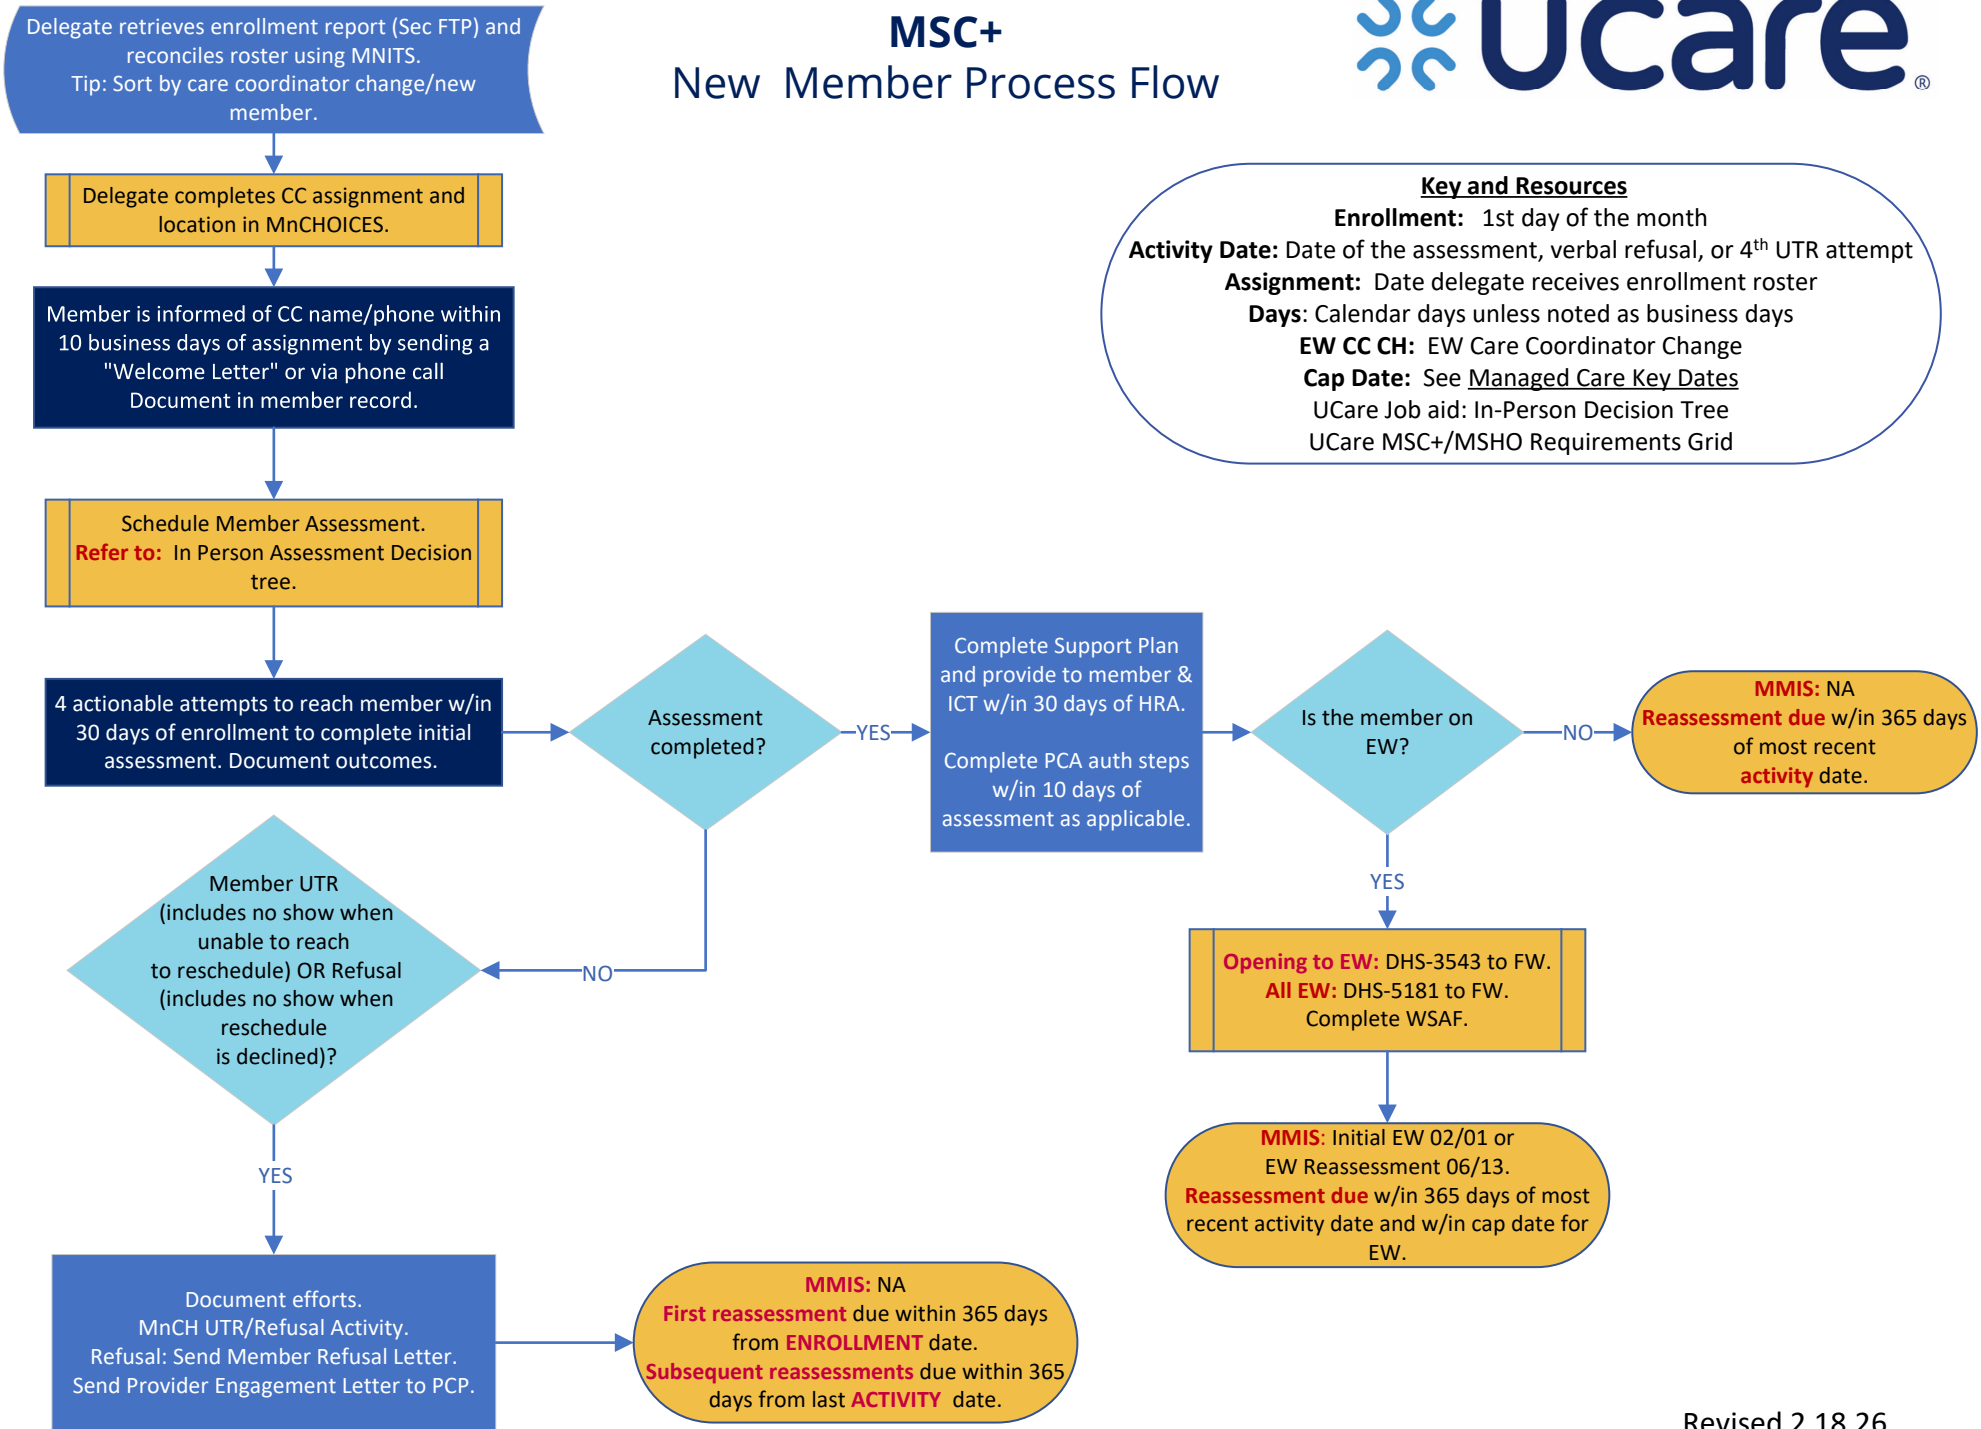 Delegate retrieves enrollment report (Sec FTP) and
reconciles roster using MNITS.
Tip: Sort by care coordinator change/new
member.
MSC+
New Member Process Flow
ucare®
Delegate completes CC assignment and
location in MnCHOICES.
Member is informed of CC name/phone within
10 business days of assignment by sending a
"Welcome Letter" or via phone call
Document in member record.
Key and Resources
Enrollment: 1st day of the month
Activity Date: Date of the assessment, verbal refusal, or 4th UTR attempt
Assignment: Date delegate receives enrollment roster
Days: Calendar days unless noted as business days
EW CC CH: EW Care Coordinator Change
Cap Date: See Managed Care Key Dates
UCare Job aid: In-Person Decision Tree
UCare MSC+/MSHO Requirements Grid
Schedule Member Assessment.
Refer to: In Person Assessment Decision
tree.
4 actionable attempts to reach member w/in
30 days of enrollment to complete initial
assessment. Document outcomes.
Assessment
completed?
YES
Complete Support Plan
and provide to member &
ICT w/in 30 days of HRA.
Complete PCA auth steps
w/in 10 days of
assessment as applicable.
Is the member on
EW?
NO
MMIS: NA
Reassessment due w/in 365 days
of most recent
activity date.
YES
Opening to EW: DHS-3543 to FW.
All EW: DHS-5181 to FW.
Complete WSAF.
MMIS: Initial EW 02/01 or
EW Reassessment 06/13.
Reassessment due w/in 365 days of most
recent activity date and w/in cap date for
EW.
NO
Member UTR
(includes no show when
unable to reach
to reschedule) OR Refusal
(includes no show when
reschedule
is declined)?
YES
Document efforts.
MnCH UTR/Refusal Activity.
Refusal: Send Member Refusal Letter.
Send Provider Engagement Letter to PCP.
MMIS: NA
First reassessment due within 365 days
from ENROLLMENT date.
Subsequent reassessments due within 365
days from last ACTIVITY date.
Revised 2.18.26